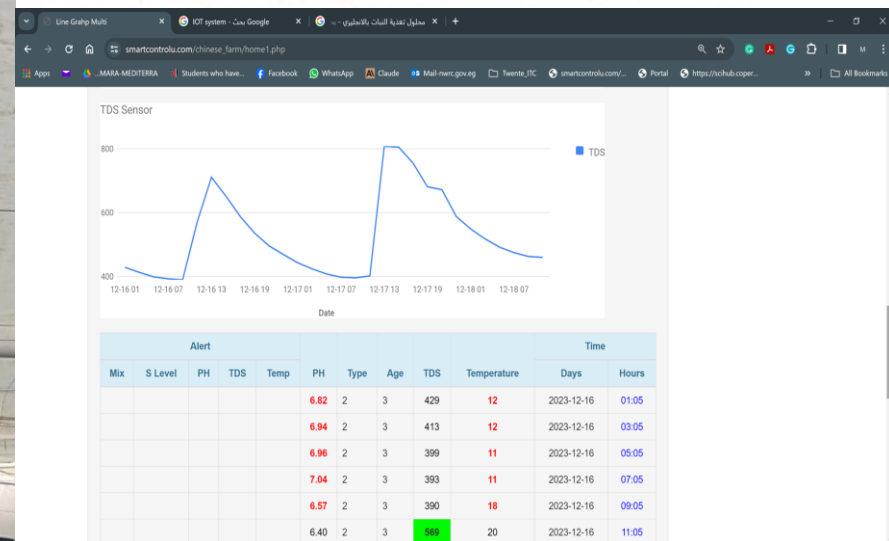 Line Grahp Multi
IOT system - بحث Google
محلول تغذية النبات بالانجليزي - بـ
smartcontrolu.com/chinese_farm/home1.php
Apps
...MARA-MEDITERRA
Students who have...
Facebook
WhatsApp
Claude
Mail-nwrc.gov.eg
Twente_ITC
smartcontrolu.com/...
Portal
https://scihub.coper...
»
All Bookmarks
TDS Sensor
800
TDS
600
400
12-16 01 12-16 07 12-16 13 12-16 19 12-17 01 12-17 07 12-17 13 12-17 19 12-18 01 12-18 07
Date
Alert Time
Mix S Level PH TDS Temp PH Type Age TDS Temperature Days Hours
6.82 2 3 429 12 2023-12-16 01:05
6.94 2 3 413 12 2023-12-16 03:05
6.96 2 3 399 11 2023-12-16 05:05
7.04 2 3 393 11 2023-12-16 07:05
6.57 2 3 390 18 2023-12-16 09:05
6.40 2 3 569 20 2023-12-16 11:05